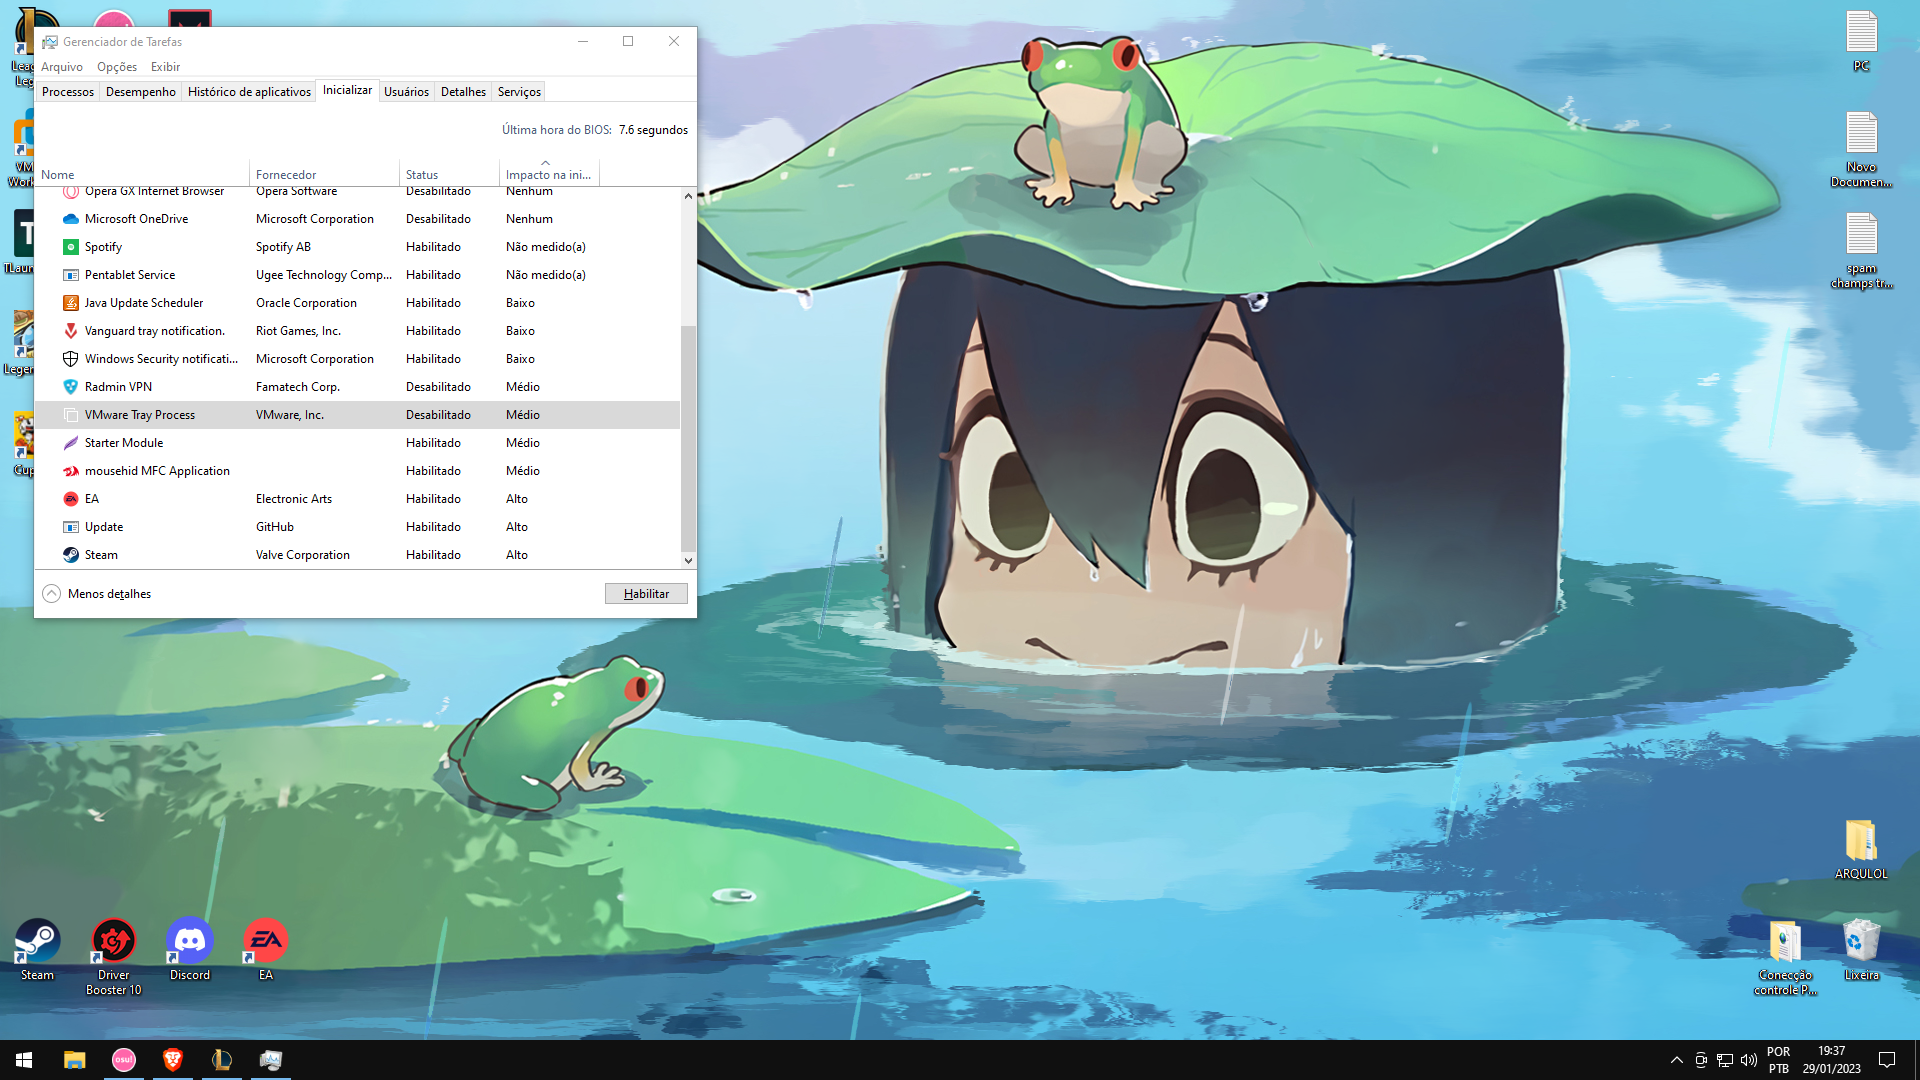 Gerenciador de Tarefas
Arquivo Opções Exibir
Processos Desempenho Histórico de aplicativos Inicializar Usuários Detalhes Serviços
Última hora do BIOS: 7.6 segundos
Nome Fornecedor Status Impacto na ini...
Opera GX Internet Browser Opera Software Desabilitado Nenhum
Microsoft OneDrive Microsoft Corporation Desabilitado Nenhum
Spotify Spotify AB Habilitado Não medido(a)
Pentablet Service Ugee Technology Comp... Habilitado Não medido(a)
Java Update Scheduler Oracle Corporation Habilitado Baixo
Vanguard tray notification. Riot Games, Inc. Habilitado Baixo
Windows Security notificati... Microsoft Corporation Habilitado Baixo
Radmin VPN Famatech Corp. Desabilitado Médio
VMware Tray Process VMware, Inc. Desabilitado Médio
Starter Module Habilitado Médio
mousehid MFC Application Habilitado Médio
EA Electronic Arts Habilitado Alto
Update GitHub Habilitado Alto
Steam Valve Corporation Habilitado Alto
Menos detalhes
Habilitar
PC
Novo
Documen...
spam
champs tr...
ARQULOL
Conecção
controle P...
Lixeira
Steam
Driver
Booster 10
Discord
EA
osu!
POR
PTB
19:37
29/01/2023